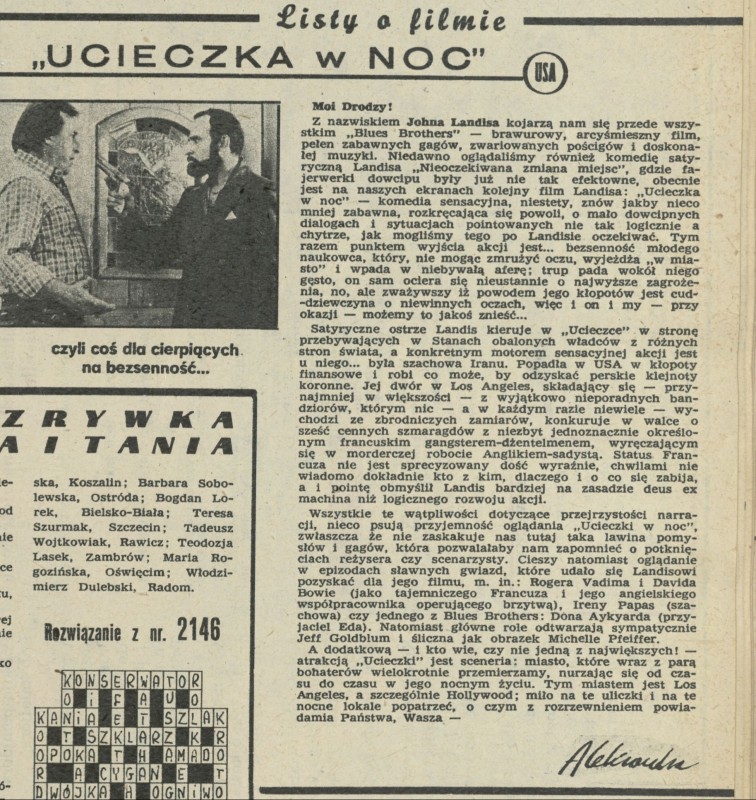 Listy o filmie
„UCIECZKA w NOC”
USA
czyli coś dla cierpiących
na bezsenność...
Moi Drodzy!
Z nazwiskiem Johna Landisa kojarzą nam się przede wszy-
stkim „Blues Brothers” — brawurowy, arcyśmieszny film,
pełen zabawnych gagów, zwariowanych pościgów i doskona-
łej muzyki. Niedawno oglądaliśmy również komedię saty-
ryczną Landisa „Nieoczekiwana zmiana miejsc”, gdzie fa-
jerwerki dowcipu były już nie tak efektowne, obecnie
jest na naszych ekranach kolejny film Landisa: „Ucieczka
w noc” — komedia sensacyjna, niestety, znów jakby nieco
mniej zabawna, rozkręcająca się powoli, o mało dowcipnych
dialogach i sytuacjach pointowanych nie tak logicznie a
chytrze, jak mogliśmy tego po Landisie oczekiwać. Tym
razem punktem wyjścia akcji jest... bezsenność młodego
naukowca, który, nie mogąc zmrużyć oczu, wyjeżdża „w mia-
sto” i wpada w niebywałą aferę; trup pada wokół niego
gęsto, on sam ociera się nieustannie o najwyższe zagroże-
nia, no, ale zważywszy iż powodem jego kłopotów jest cud-
-dziewczyna o niewinnych oczach, więc i on i my — przy
okazji — możemy to jakoś znieść...
Satyryczne ostrze Landis kieruje w „Ucieczce” w stronę
przebywających w Stanach obalonych władców z różnych
stron świata, a konkretnym motorem sensacyjnej akcji jest
u niego... była szachowa Iranu. Popadła w USA w kłopoty
finansowe i robi co może, by odzyskać perskie klejnoty
koronne. Jej dwór w Los Angeles, składający się — przy-
najmniej w większości — z wyjątkowo nieporadnych ban-
dziorów, którym nic — a w każdym razie niewiele — wy-
chodzi ze zbrodniczych zamiarów, konkuruje w walce o
sześć cennych szmaragdów z niezbyt jednoznacznie określo-
nym francuskim gangsterem-dżentelmenem, wyręczającym
się w morderczej robocie Anglikiem-sadystą. Status Fran-
cuza nie jest sprecyzowany dość wyraźnie, chwilami nie
wiadomo dokładnie kto z kim, dlaczego i o co się zabija,
a i pointę obmyślił Landis bardziej na zasadzie deus ex
machina niż logicznego rozwoju akcji.
Wszystkie te wątpliwości dotyczące przejrzystości narra-
cji, nieco psują przyjemność oglądania „Ucieczki w noc”,
zwłaszcza że nie zaskakuje nas tutaj taka lawina pomy-
słów i gagów, która pozwalałaby nam zapomnieć o potknię-
ciach reżysera czy scenarzysty. Cieszy natomiast oglądanie
w epizodach sławnych gwiazd, które udało się Landisowi
pozyskać dla jego filmu, m. in.: Rogera Vadima i Davida
Bowie (jako tajemniczego Francuza i jego angielskiego
współpracownika operującego brzytwą), Ireny Papas (sza-
chowa) czy jednego z Blues Brothers: Dona Aykyarda (przy-
jaciel Eda). Natomiast główne role odtwarzają sympatycznie
Jeff Goldblum i śliczna jak obrazek Michelle Pfeiffer.
A dodatkową — i kto wie, czy nie jedną z największych! —
atrakcją „Ucieczki” jest sceneria: miasto, które wraz z parą
bohaterów wielokrotnie przemierzamy, nurzając się od cza-
su do czasu w jego nocnym życiu. Tym miastem jest Los
Angeles, a szczególnie Hollywood; miło na te uliczki i na te
nocne lokale popatrzeć, o czym z rozrzewnieniem powia-
damia Państwa, Wasza —
Aleksandra
ZRYWKA
A I TANIA
ska, Koszalin; Barbara Sobo-
lewska, Ostróda; Bogdan Lo-
rek, Bielsko-Biała; Teresa
Szurmak, Szczecin; Tadeusz
Wojtkowiak, Rawicz; Teodozja
Lasek, Zambrów; Maria Ro-
gozińska, Oświęcim; Włodzi-
mierz Dulebski, Radom.
Rozwiązanie z nr. 2146
KONSERWATOR
O I F A U O
KANIA E T SZLAK
O T SZKLARZ K R
OPOKA T H AMADO
R A CYGAN E T
DWÓJKA H OGNIWO